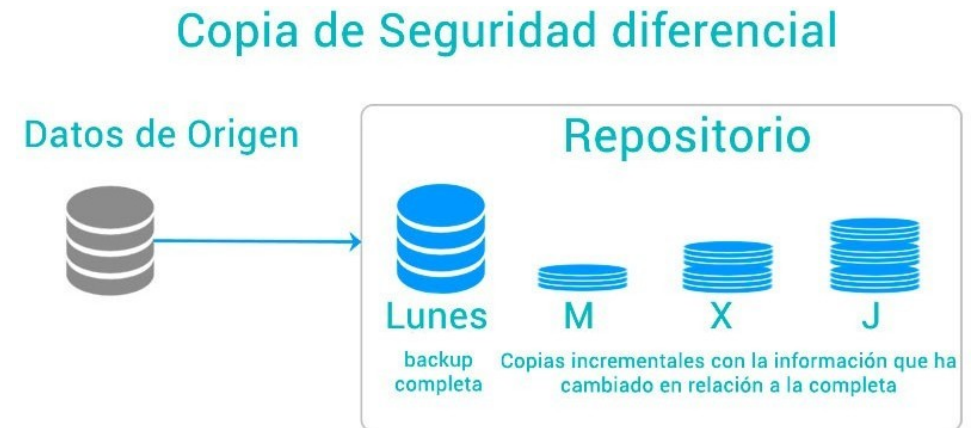 Copia de Seguridad diferencial
Datos de Origen
Repositorio
Lunes
M
X
J
backup
completa
Copias incrementales con la información que ha
cambiado en relación a la completa